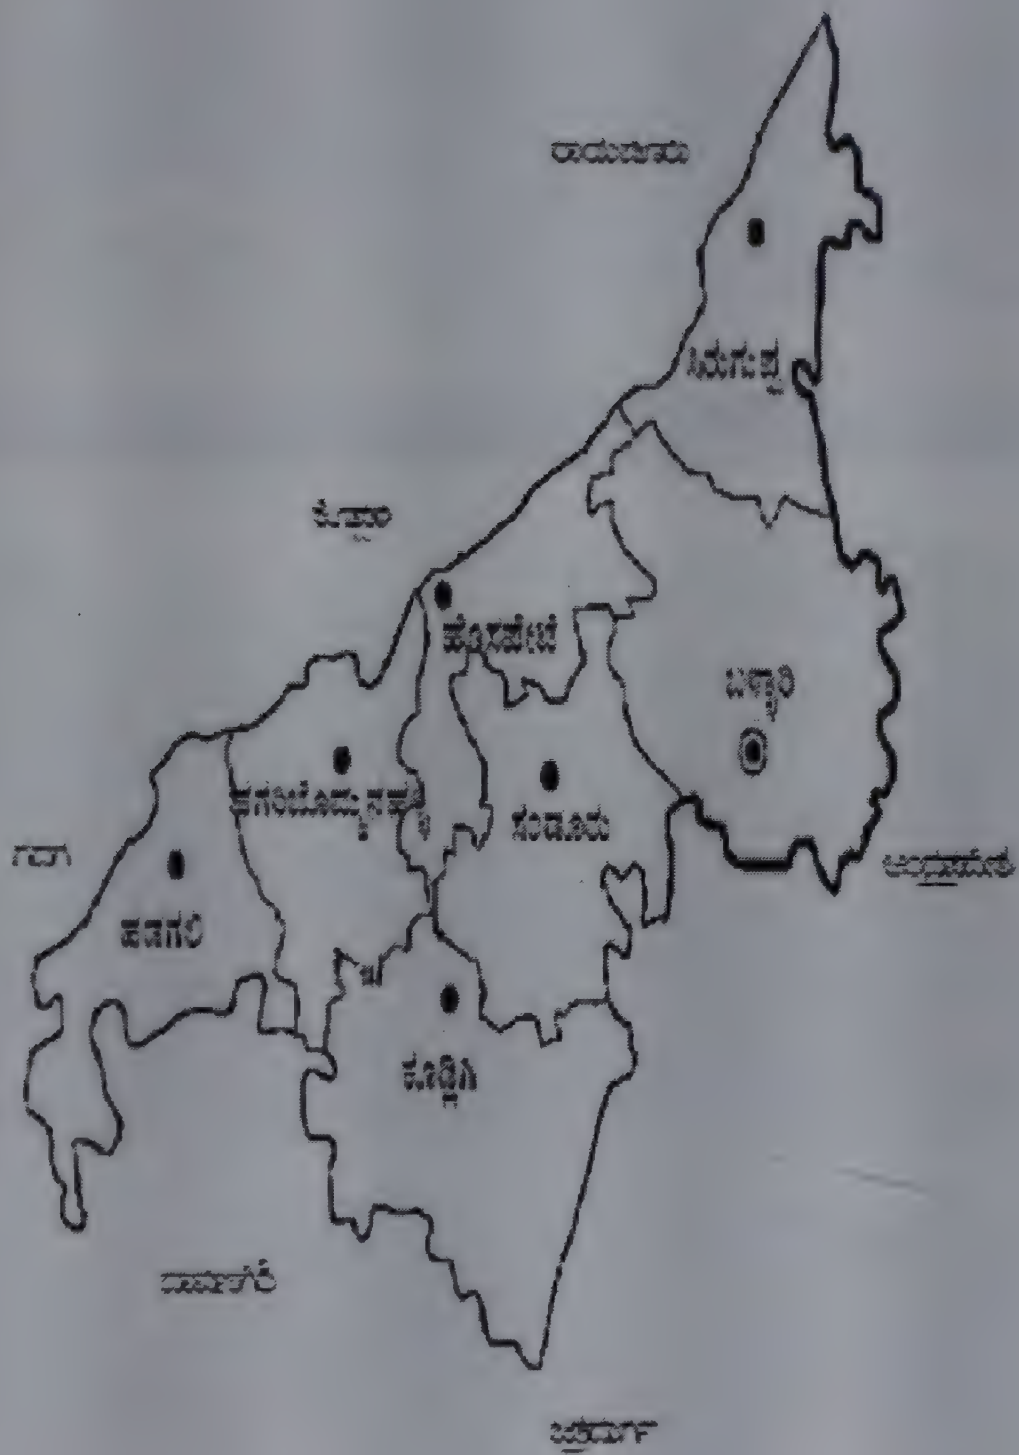 ರಾಯಚೂರು
ಸಿರುಗುಪ್ಪ
ಕೊಪ್ಪಳ
ಹೊಸಪೇಟೆ
ಬಳ್ಳಾರಿ
ಹಗರಿಬೊಮ್ಮನಹಳ್ಳಿ
ಸಂಡೂರು
ಗದಗ
ಆಂಧ್ರಪ್ರದೇಶ
ಹಡಗಲಿ
ಕೂಡ್ಲಿಗಿ
ದಾವಣಗೆರೆ
ಚಿತ್ರದುರ್ಗ